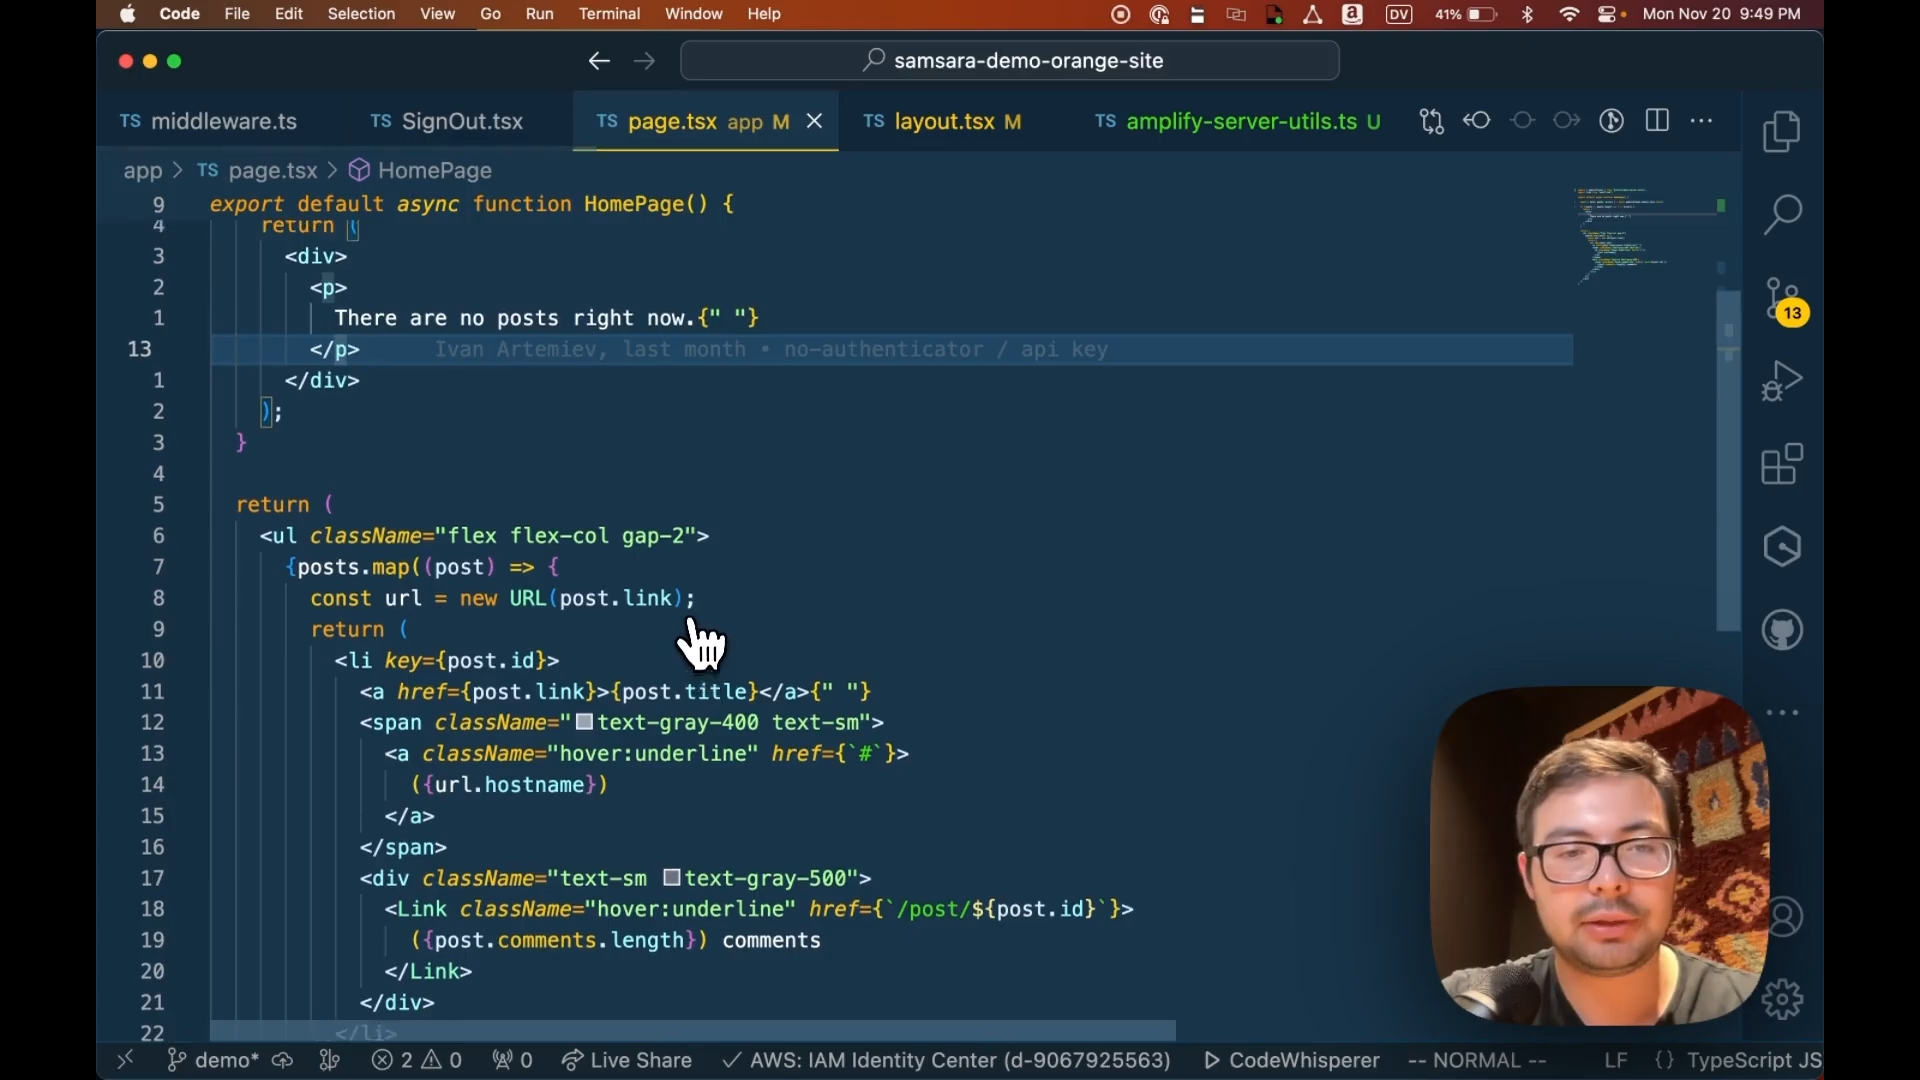 Code File Edit Selection View Go Run Terminal Window Help DV 41% Mon Nov 20 9:49 PM
samsara-demo-orange-site
TS middleware.ts TS SignOut.tsx TS page.tsx app M TS layout.tsx M TS amplify-server-utils.ts U
app > TS page.tsx > HomePage
9 export default async function HomePage() {
4 return (
3 <div>
2 <p>
1 There are no posts right now.{" "}
13 </p> Ivan Artemiev, last month • no-authenticator / api key
1 </div>
2 );
3 }
4
5 return (
6 <ul className="flex flex-col gap-2">
7 {posts.map((post) => {
8 const url = new URL(post.link);
9 return (
10 <li key={post.id}>
11 <a href={post.link}>{post.title}</a>{" "}
12 <span className="text-gray-400 text-sm">
13 <a className="hover:underline" href={`#`}>
14 ({url.hostname})
15 </a>
16 </span>
17 <div className="text-sm text-gray-500">
18 <Link className="hover:underline" href={`/post/${post.id}`}>
19 ({post.comments.length}) comments
20 </Link>
21 </div>
22 </li>
13
demo* 2 0 0 Live Share AWS: IAM Identity Center (d-9067925563) CodeWhisperer -- NORMAL -- LF {} TypeScript JS